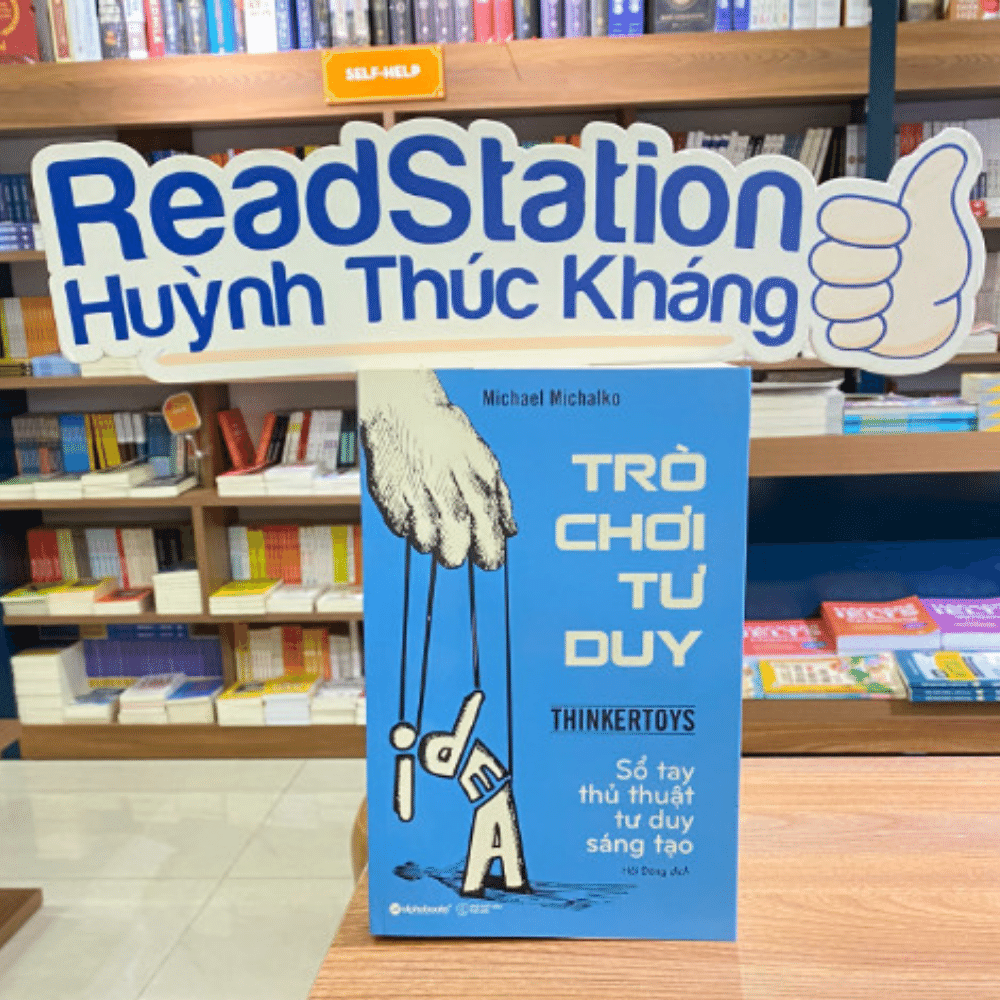 SELF-HELP
ReadStation
Huỳnh Thúc Kháng
Michael Michalko
TRÒ
CHƠI
TƯ
DUY
THINKERTOYS
Sổ tay
thủ thuật
tư duy
sáng tạo
idEA
alphabooks